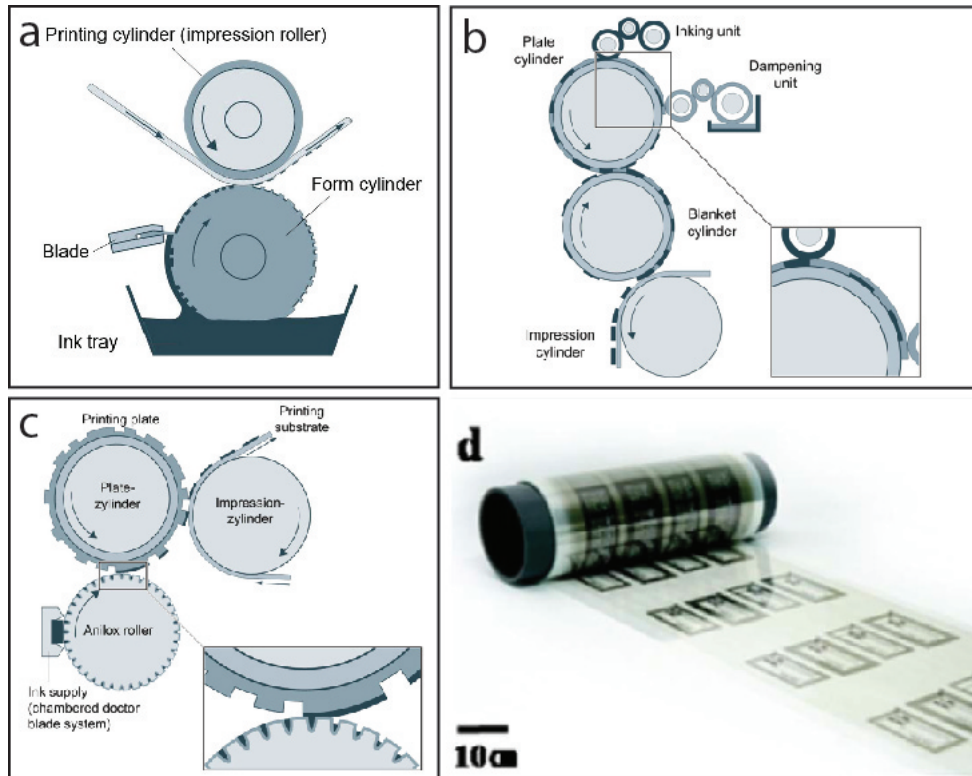 a
Printing cylinder (impression roller)
Form cylinder
Blade
Ink tray
b
Inking unit
Plate
cylinder
Dampening
unit
Blanket
cylinder
Impression
cylinder
c
Printing plate
Printing
substrate
Plate-
zylinder
Impression-
zylinder
Anilox roller
Ink supply
(chambered doctor
blade system)
d
10cm